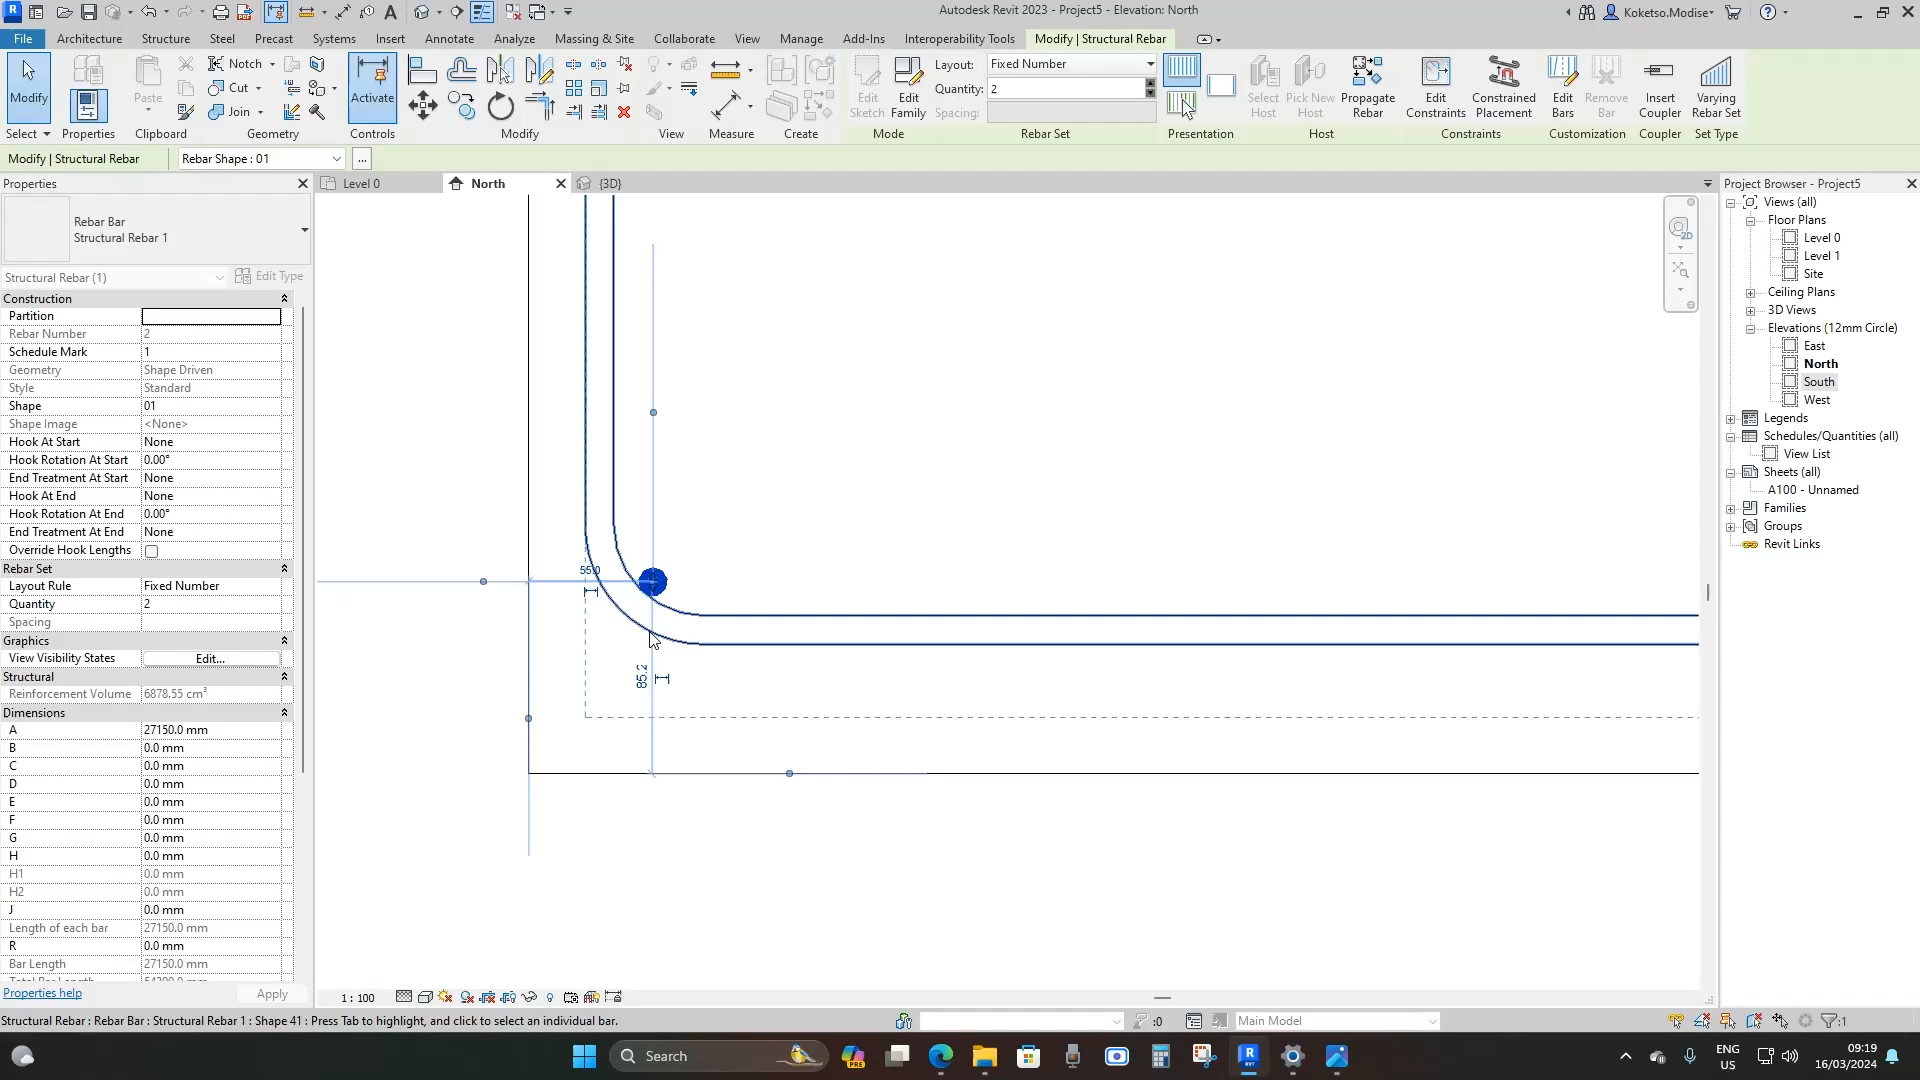 Autodesk Revit 2023 - Project5 - Elevation: North
Koketso.Modise
File
Architecture
Structure
Steel
Precast
Systems
Insert
Annotate
Analyze
Massing & Site
Collaborate
View
Manage
Add-Ins
Interoperability Tools
Modify | Structural Rebar
Modify
Select
Properties
Paste
Clipboard
Notch
Cut
Join
Geometry
Activate
Controls
Modify
View
Measure
Create
Edit Sketch
Edit Family
Mode
Layout:
Fixed Number
Quantity:
2
Spacing:
Rebar Set
Presentation
Select Host
Pick New Host
Propagate Rebar
Host
Edit Constraints
Constrained Placement
Constraints
Edit Bars
Remove Bar
Customization
Insert Coupler
Coupler
Varying Rebar Set
Set Type
Modify | Structural Rebar
Rebar Shape : 01
...
Properties
Rebar Bar
Structural Rebar 1
Structural Rebar (1)
Edit Type
Construction
Partition
Rebar Number 2
Schedule Mark 1
Geometry Shape Driven
Style Standard
Shape 01
Shape Image <None>
Hook At Start None
Hook Rotation At Start 0.00°
End Treatment At Start None
Hook At End None
Hook Rotation At End 0.00°
End Treatment At End None
Override Hook Lengths
Rebar Set
Layout Rule Fixed Number
Quantity 2
Spacing
Graphics
View Visibility States Edit...
Structural
Reinforcement Volume 6878.55 cm³
Dimensions
A 27150.0 mm
B 0.0 mm
C 0.0 mm
D 0.0 mm
E 0.0 mm
F 0.0 mm
G 0.0 mm
H 0.0 mm
H1 0.0 mm
H2 0.0 mm
J 0.0 mm
Length of each bar 27150.0 mm
R 0.0 mm
Bar Length 27150.0 mm
Properties help
Apply
Level 0
North
{3D}
2D
55.0
85.2
1 : 100
Project Browser - Project5
Views (all)
Floor Plans
Level 0
Level 1
Site
Ceiling Plans
3D Views
Elevations (12mm Circle)
East
North
South
West
Legends
Schedules/Quantities (all)
View List
Sheets (all)
A100 - Unnamed
Families
Groups
Revit Links
Structural Rebar : Rebar Bar : Structural Rebar 1 : Shape 41 : Press Tab to highlight, and click to select an individual bar.
:0
Main Model
:1
Search
PRE
ENG
US
09:19
16/03/2024